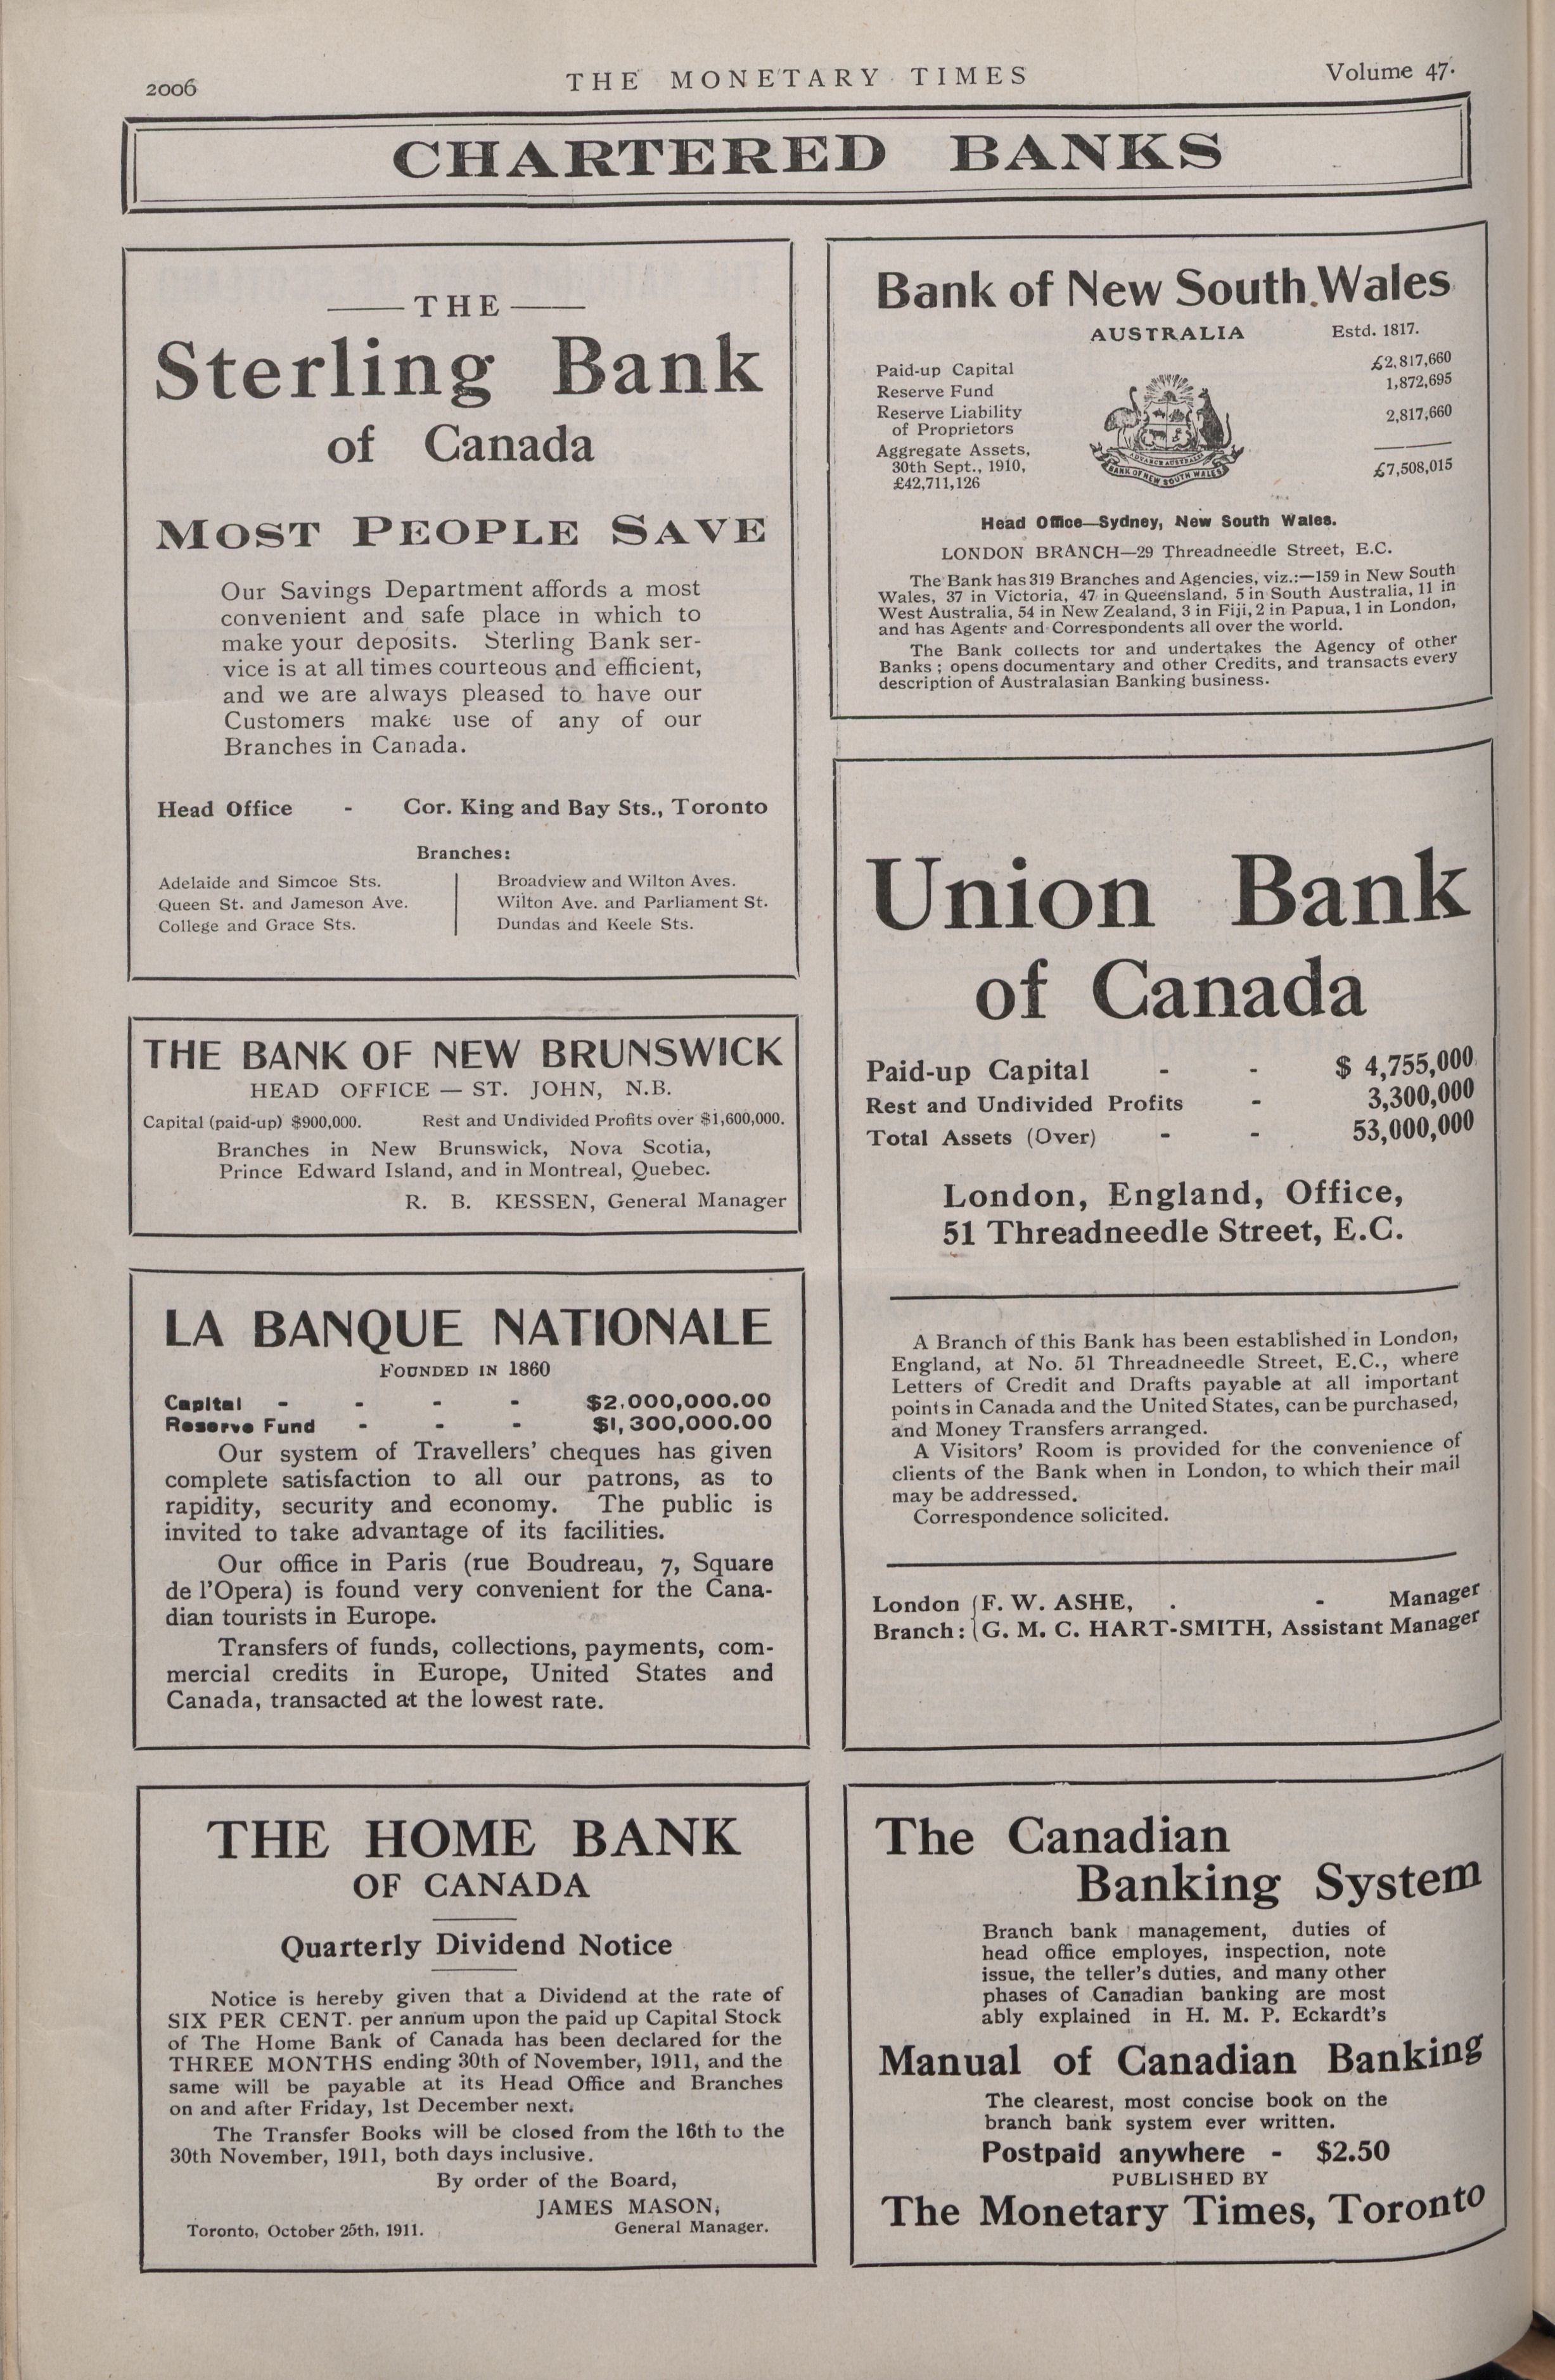 2006
THE MONETARY TIMES
Volume 47.
CHARTERED BANKS
THE
Sterling Bank
of Canada
MOST PEOPLE SAVE
Our Savings Department affords a most
convenient and safe place in which to
make your deposits. Sterling Bank ser-
vice is at all times courteous and efficient,
and we are always pleased to have our
Customers make use of any of our
Branches in Canada.
Head Office - Cor. King and Bay Sts., Toronto
Branches:
Adelaide and Simcoe Sts.
Queen St. and Jameson Ave.
College and Grace Sts.
Broadview and Wilton Aves.
Wilton Ave. and Parliament St.
Dundas and Keele Sts.
THE BANK OF NEW BRUNSWICK
HEAD OFFICE — ST. JOHN, N.B.
Capital (paid-up) $900,000. Rest and Undivided Profits over $1,600,000.
Branches in New Brunswick, Nova Scotia,
Prince Edward Island, and in Montreal, Quebec.
R. B. KESSEN, General Manager
LA BANQUE NATIONALE
FOUNDED IN 1860
Capital - - - - $2,000,000.00
Reserve Fund - - - $1,300,000.00
Our system of Travellers' cheques has given
complete satisfaction to all our patrons, as to
rapidity, security and economy. The public is
invited to take advantage of its facilities.
Our office in Paris (rue Boudreau, 7, Square
de l'Opera) is found very convenient for the Cana-
dian tourists in Europe.
Transfers of funds, collections, payments, com-
mercial credits in Europe, United States and
Canada, transacted at the lowest rate.
THE HOME BANK
OF CANADA
Quarterly Dividend Notice
Notice is hereby given that a Dividend at the rate of
SIX PER CENT. per annum upon the paid up Capital Stock
of The Home Bank of Canada has been declared for the
THREE MONTHS ending 30th of November, 1911, and the
same will be payable at its Head Office and Branches
on and after Friday, 1st December next.
The Transfer Books will be closed from the 16th to the
30th November, 1911, both days inclusive.
By order of the Board,
JAMES MASON,
Toronto, October 25th, 1911. General Manager.
Bank of New South Wales
AUSTRALIA Estd. 1817.
Paid-up Capital £2,817,660
Reserve Fund 1,872,695
Reserve Liability
of Proprietors 2,817,660
Aggregate Assets,
30th Sept., 1910, £7,508,015
£42,711,126
ADVANCE AUSTRALIA
BANK OF NEW SOUTH WALES
Head Office—Sydney, New South Wales.
LONDON BRANCH—29 Threadneedle Street, E.C.
The Bank has 319 Branches and Agencies, viz.:—159 in New South
Wales, 37 in Victoria, 47 in Queensland, 5 in South Australia, 11 in
West Australia, 54 in New Zealand, 3 in Fiji, 2 in Papua, 1 in London,
and has Agents and Correspondents all over the world.
The Bank collects for and undertakes the Agency of other
Banks; opens documentary and other Credits, and transacts every
description of Australasian Banking business.
Union Bank
of Canada
Paid-up Capital - - $ 4,755,000
Rest and Undivided Profits - 3,300,000
Total Assets (Over) - - 53,000,000
London, England, Office,
51 Threadneedle Street, E.C.
A Branch of this Bank has been established in London,
England, at No. 51 Threadneedle Street, E.C., where
Letters of Credit and Drafts payable at all important
points in Canada and the United States, can be purchased,
and Money Transfers arranged.
A Visitors' Room is provided for the convenience of
clients of the Bank when in London, to which their mail
may be addressed.
Correspondence solicited.
London { F. W. ASHE, . - Manager
Branch: { G. M. C. HART-SMITH, Assistant Manager
The Canadian
Banking System
Branch bank management, duties of
head office employes, inspection, note
issue, the teller's duties, and many other
phases of Canadian banking are most
ably explained in H. M. P. Eckardt's
Manual of Canadian Banking
The clearest, most concise book on the
branch bank system ever written.
Postpaid anywhere - $2.50
PUBLISHED BY
The Monetary Times, Toronto